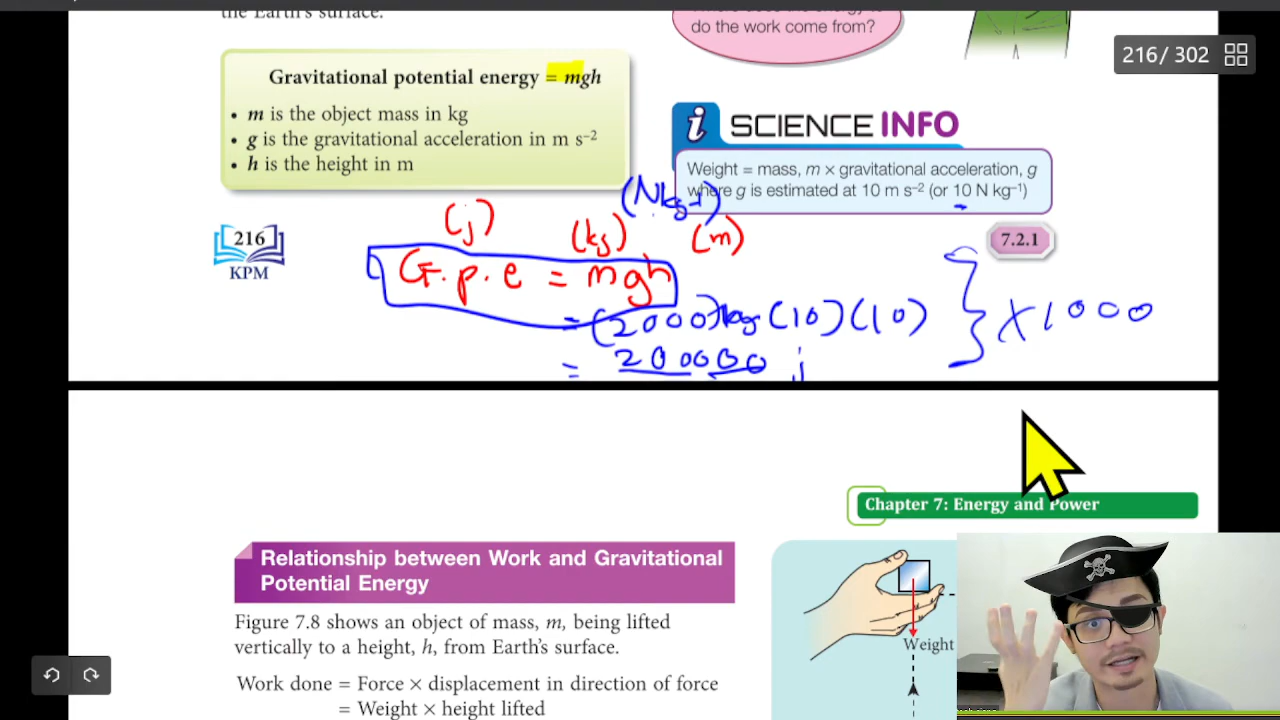 the Earth's surface.
do the work come from?
216/ 302
Gravitational potential energy = mgh
• m is the object mass in kg
• g is the gravitational acceleration in m s⁻²
• h is the height in m
i SCIENCE INFO
Weight = mass, m × gravitational acceleration, g
where g is estimated at 10 m s⁻² (or 10 N kg⁻¹)
216
KPM
7.2.1
(Nkg⁻¹)
(j) (kg) (m)
G.p.e = mgh
= (2000)kg (10)(10)
= 200000 j
} × 1000
Chapter 7: Energy and Power
Relationship between Work and Gravitational
Potential Energy
Figure 7.8 shows an object of mass, m, being lifted
vertically to a height, h, from Earth's surface.
Work done = Force × displacement in direction of force
= Weight × height lifted
Weight